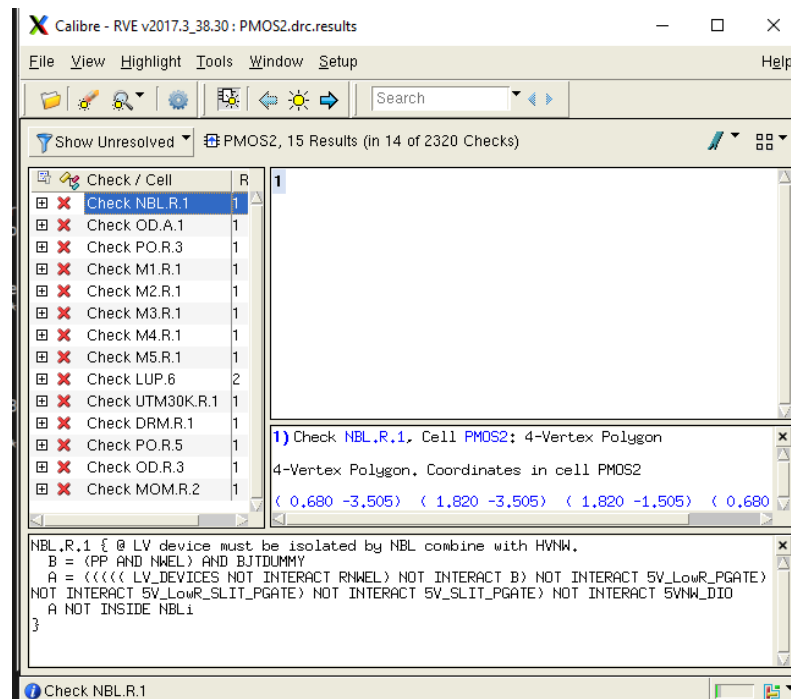 Calibre - RVE v2017.3_38.30 : PMOS2.drc.results
File View Highlight Tools Window Setup Help
Search
Show Unresolved PMOS2, 15 Results (in 14 of 2320 Checks)
Check / Cell R
Check NBL.R.1 1
Check OD.A.1 1
Check PO.R.3 1
Check M1.R.1 1
Check M2.R.1 1
Check M3.R.1 1
Check M4.R.1 1
Check M5.R.1 1
Check LUP.6 2
Check UTM30K.R.1 1
Check DRM.R.1 1
Check PO.R.5 1
Check OD.R.3 1
Check MOM.R.2 1
1
1) Check NBL.R.1, Cell PMOS2: 4-Vertex Polygon
4-Vertex Polygon. Coordinates in cell PMOS2
( 0.680 -3.505) ( 1.820 -3.505) ( 1.820 -1.505) ( 0.680
NBL.R.1 { @ LV device must be isolated by NBL combine with HVNW.
B = (PP AND NWEL) AND BJTDUMMY
A = ((((( LV_DEVICES NOT INTERACT RNWEL) NOT INTERACT B) NOT INTERACT 5V_LowR_PGATE)
NOT INTERACT 5V_LowR_SLIT_PGATE) NOT INTERACT 5V_SLIT_PGATE) NOT INTERACT 5VNW_DIO
A NOT INSIDE NBLi
}
Check NBL.R.1